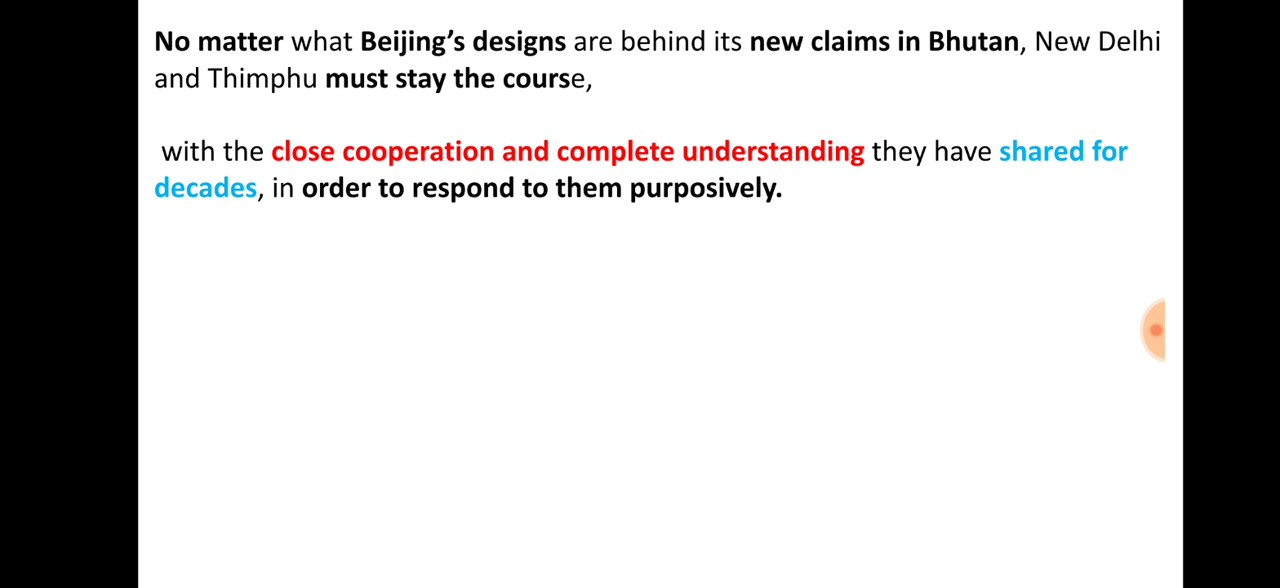 No matter what Beijing’s designs are behind its new claims in Bhutan, New Delhi
and Thimphu must stay the course,
with the close cooperation and complete understanding they have shared for
decades, in order to respond to them purposively.